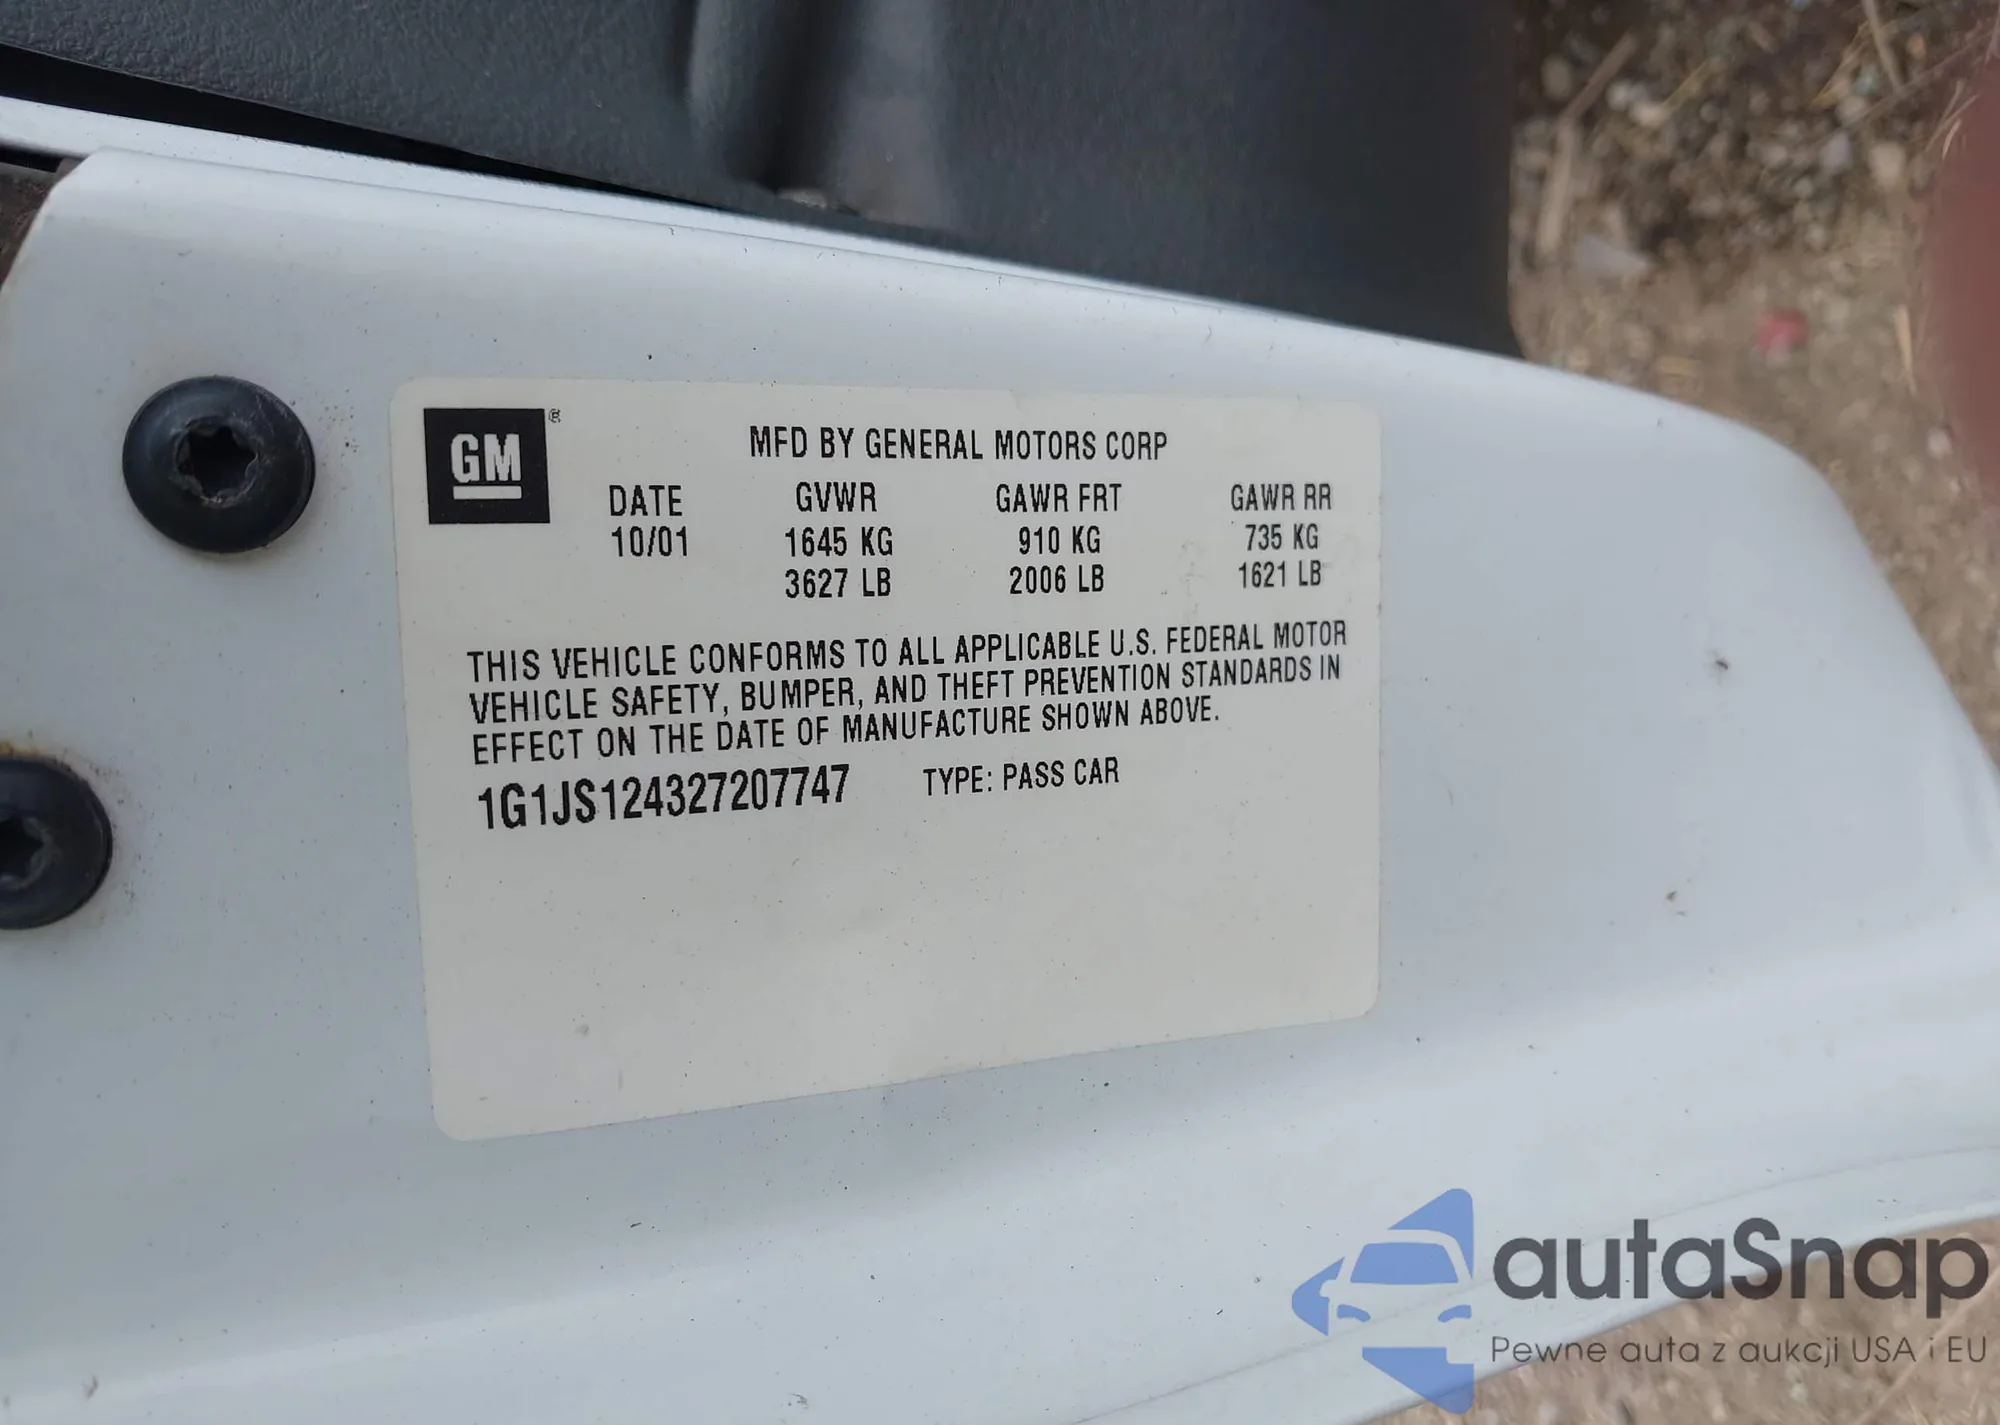 GM ®
MFD BY GENERAL MOTORS CORP
DATE GVWR GAWR FRT GAWR RR
10/01 1645 KG 910 KG 735 KG
3627 LB 2006 LB 1621 LB
THIS VEHICLE CONFORMS TO ALL APPLICABLE U.S. FEDERAL MOTOR
VEHICLE SAFETY, BUMPER, AND THEFT PREVENTION STANDARDS IN
EFFECT ON THE DATE OF MANUFACTURE SHOWN ABOVE.
1G1JS124327207747 TYPE: PASS CAR
autaSnap
Pewne auta z aukcji USA i EU